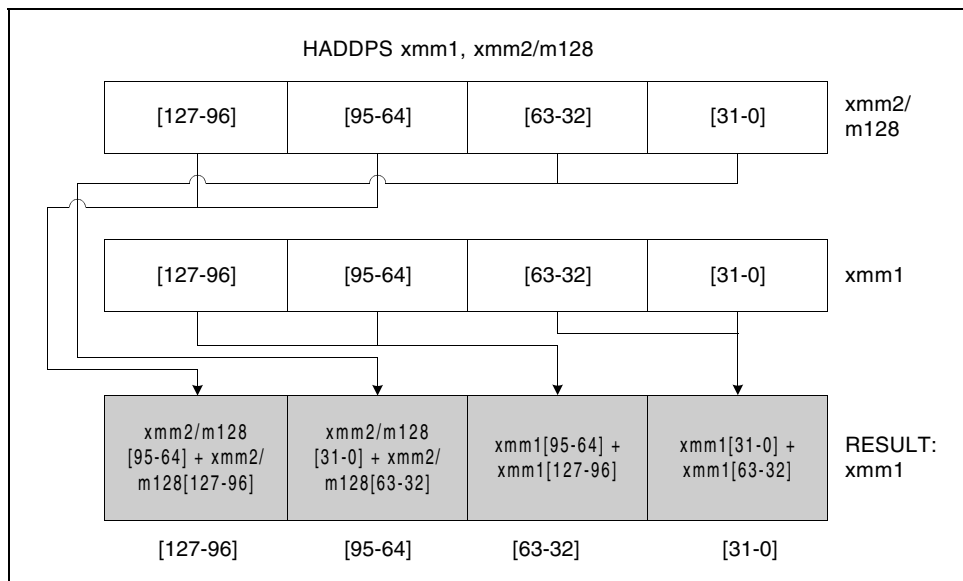 HADDPS xmm1, xmm2/m128
[127-96] [95-64] [63-32] [31-0]
xmm2/
m128
[127-96] [95-64] [63-32] [31-0] xmm1
xmm2/m128
[95-64] + xmm2/
m128[127-96]
xmm2/m128
[31-0] + xmm2/
m128[63-32]
xmm1[95-64] +
xmm1[127-96]
xmm1[31-0] +
xmm1[63-32]
RESULT:
xmm1
[127-96] [95-64] [63-32] [31-0]